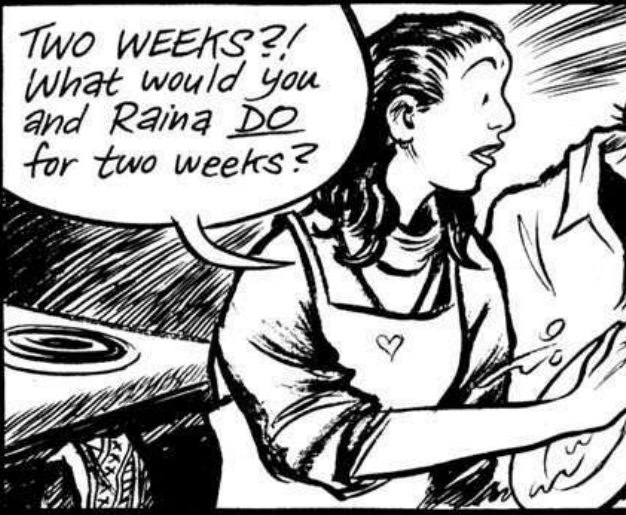 TWO WEEKS?!
What would you
and Raina DO
for two weeks?